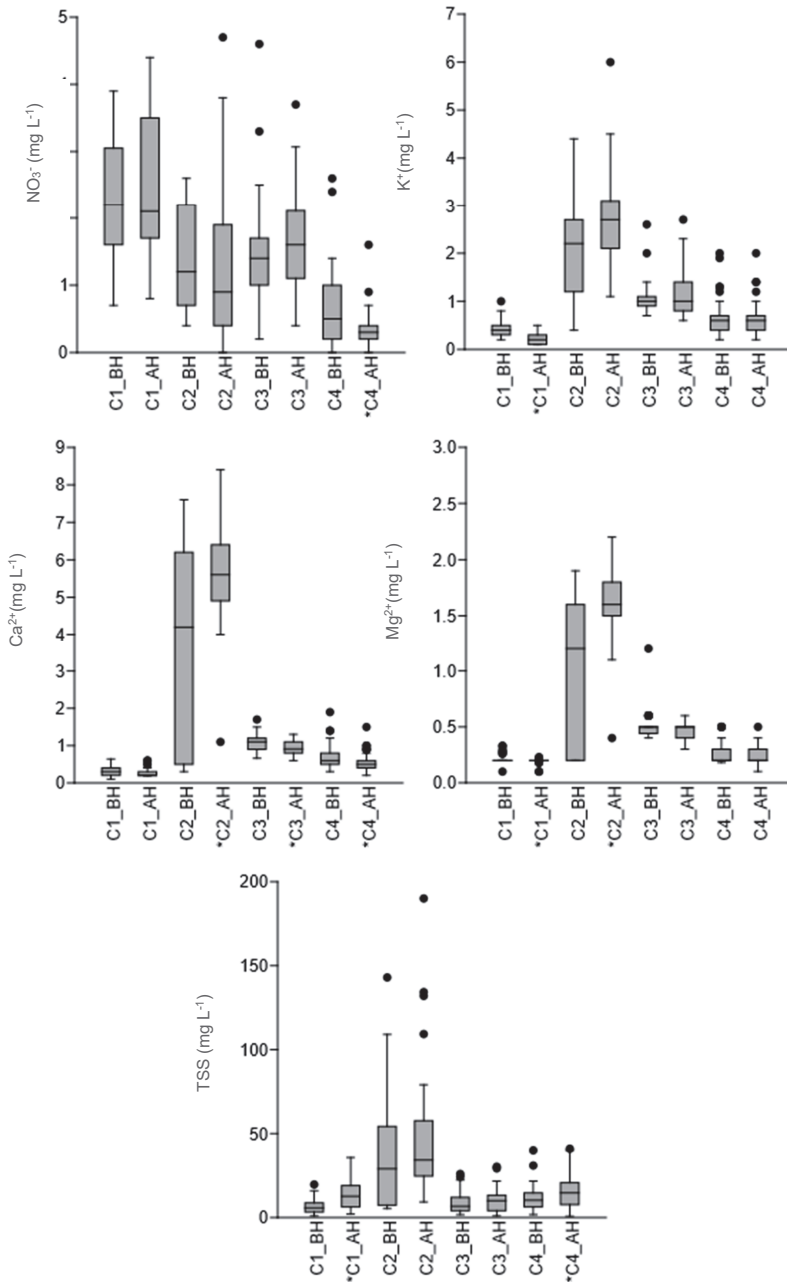 NO₃⁻ (mg L⁻¹)
5
1
0
C1_BH
C1_AH
C2_BH
C2_AH
C3_BH
C3_AH
C4_BH
*C4_AH
K⁺(mg L⁻¹)
7
6
5
4
3
2
1
0
C1_BH
*C1_AH
C2_BH
C2_AH
C3_BH
C3_AH
C4_BH
C4_AH
Ca²⁺(mg L⁻¹)
9
8
7
6
5
4
3
2
1
0
C1_BH
C1_AH
C2_BH
*C2_AH
C3_BH
*C3_AH
C4_BH
*C4_AH
Mg²⁺(mg L⁻¹)
3.0
2.5
2.0
1.5
1.0
0.5
0.0
C1_BH
*C1_AH
C2_BH
*C2_AH
C3_BH
C3_AH
C4_BH
C4_AH
TSS (mg L⁻¹)
200
150
100
50
0
C1_BH
*C1_AH
C2_BH
C2_AH
C3_BH
C3_AH
C4_BH
*C4_AH